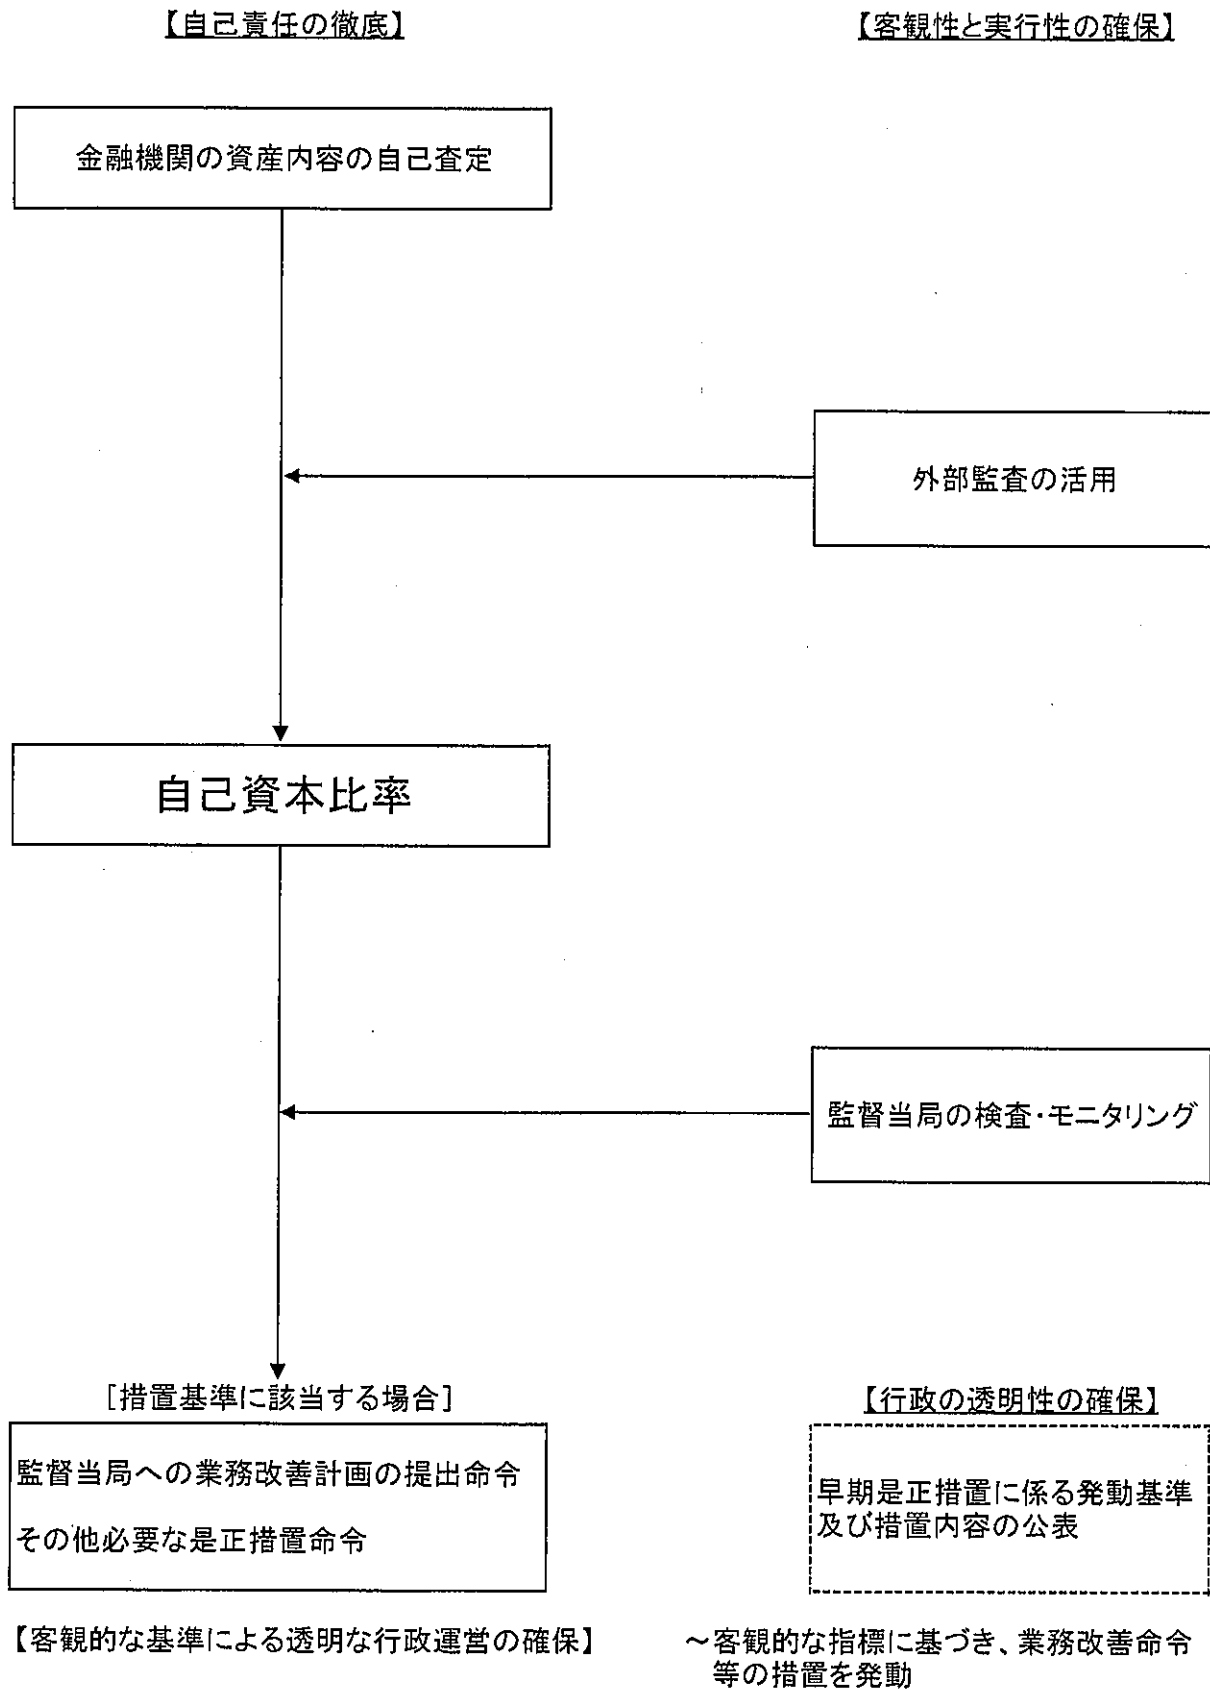 【自己責任の徹底】
【客観性と実行性の確保】
金融機関の資産内容の自己査定
外部監査の活用
自己資本比率
監督当局の検査・モニタリング
[措置基準に該当する場合]
監督当局への業務改善計画の提出命令
その他必要な是正措置命令
【行政の透明性の確保】
早期是正措置に係る発動基準
及び措置内容の公表
【客観的な基準による透明な行政運営の確保】
～客観的な指標に基づき、業務改善命令
等の措置を発動